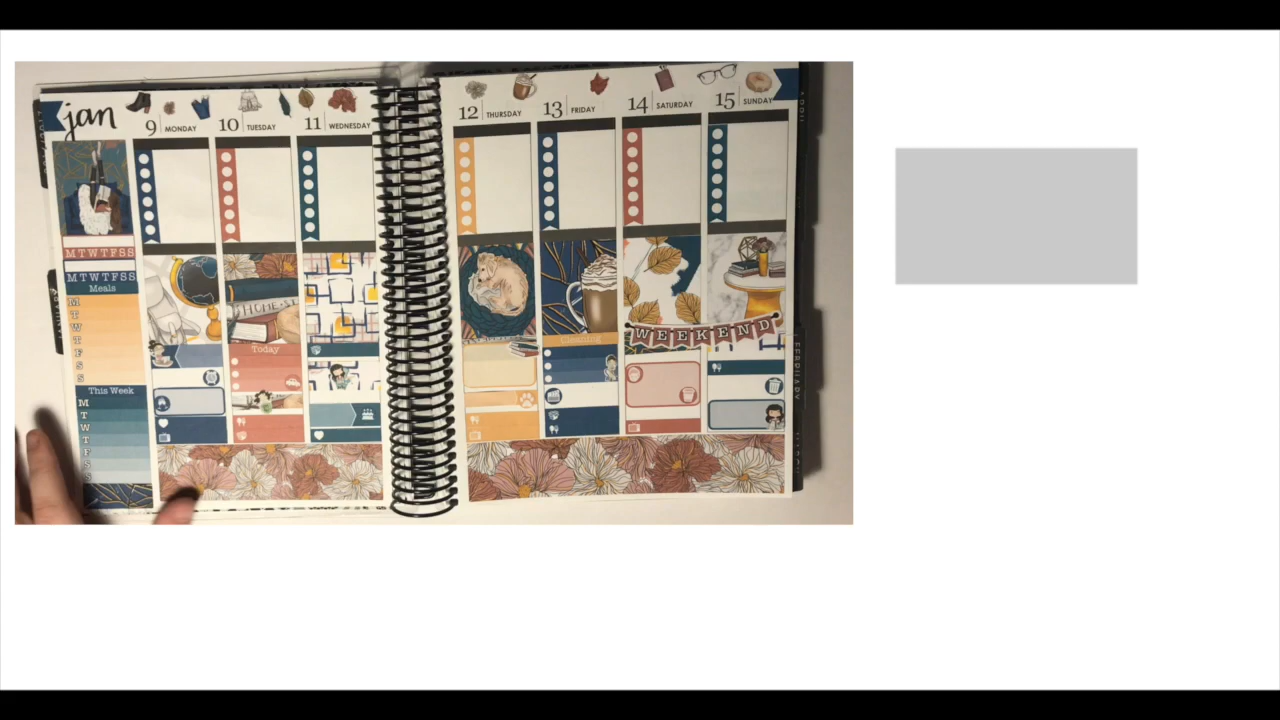 jan
9 MONDAY
10 TUESDAY
11 WEDNESDAY
12 THURSDAY
13 FRIDAY
14 SATURDAY
15 SUNDAY
M T W T F S S
M T W T F S S
Meals
M
T
W
T
F
S
S
This Week
M
T
W
T
F
S
S
HOME
Today
Cleaning
WEEKEND